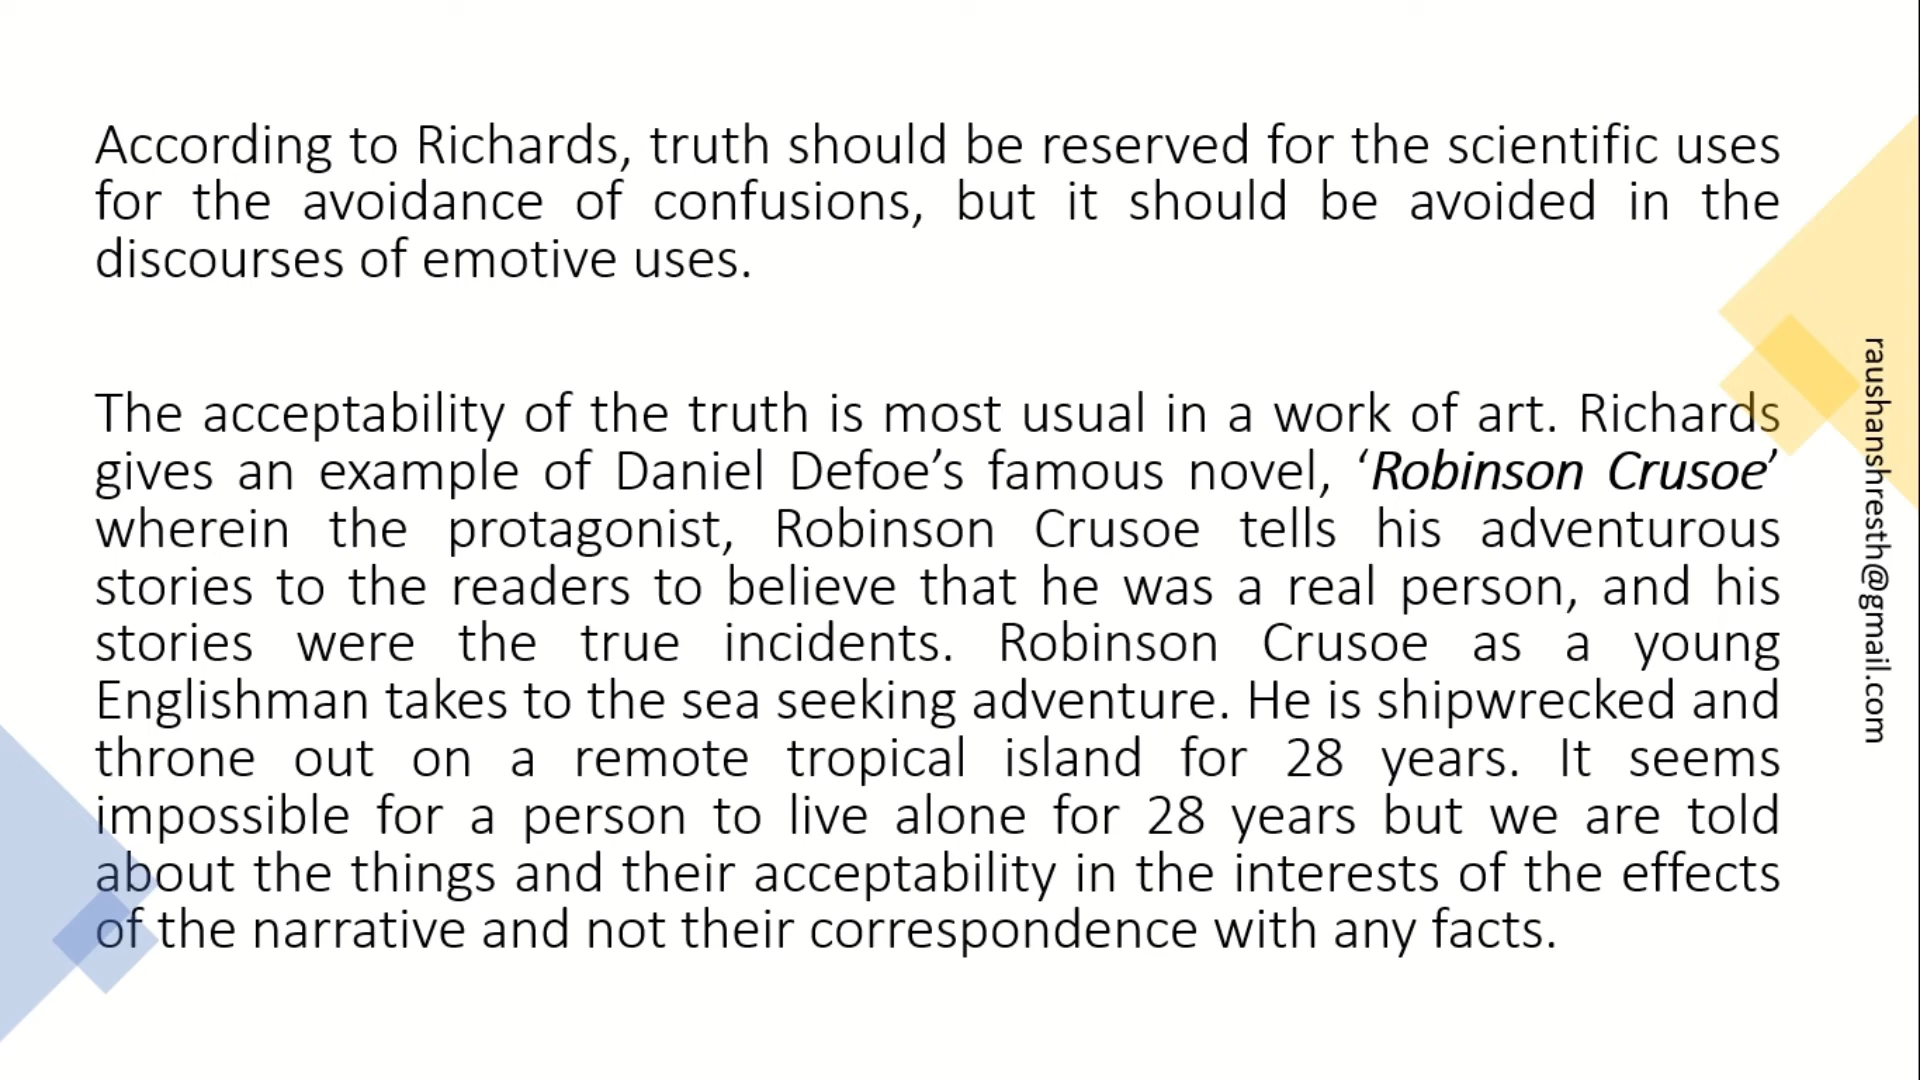 According to Richards, truth should be reserved for the scientific uses
for the avoidance of confusions, but it should be avoided in the
discourses of emotive uses.
The acceptability of the truth is most usual in a work of art. Richards
gives an example of Daniel Defoe’s famous novel, ‘Robinson Crusoe’
wherein the protagonist, Robinson Crusoe tells his adventurous
stories to the readers to believe that he was a real person, and his
stories were the true incidents. Robinson Crusoe as a young
Englishman takes to the sea seeking adventure. He is shipwrecked and
throne out on a remote tropical island for 28 years. It seems
impossible for a person to live alone for 28 years but we are told
about the things and their acceptability in the interests of the effects
of the narrative and not their correspondence with any facts.
raushanshresth@gmail.com